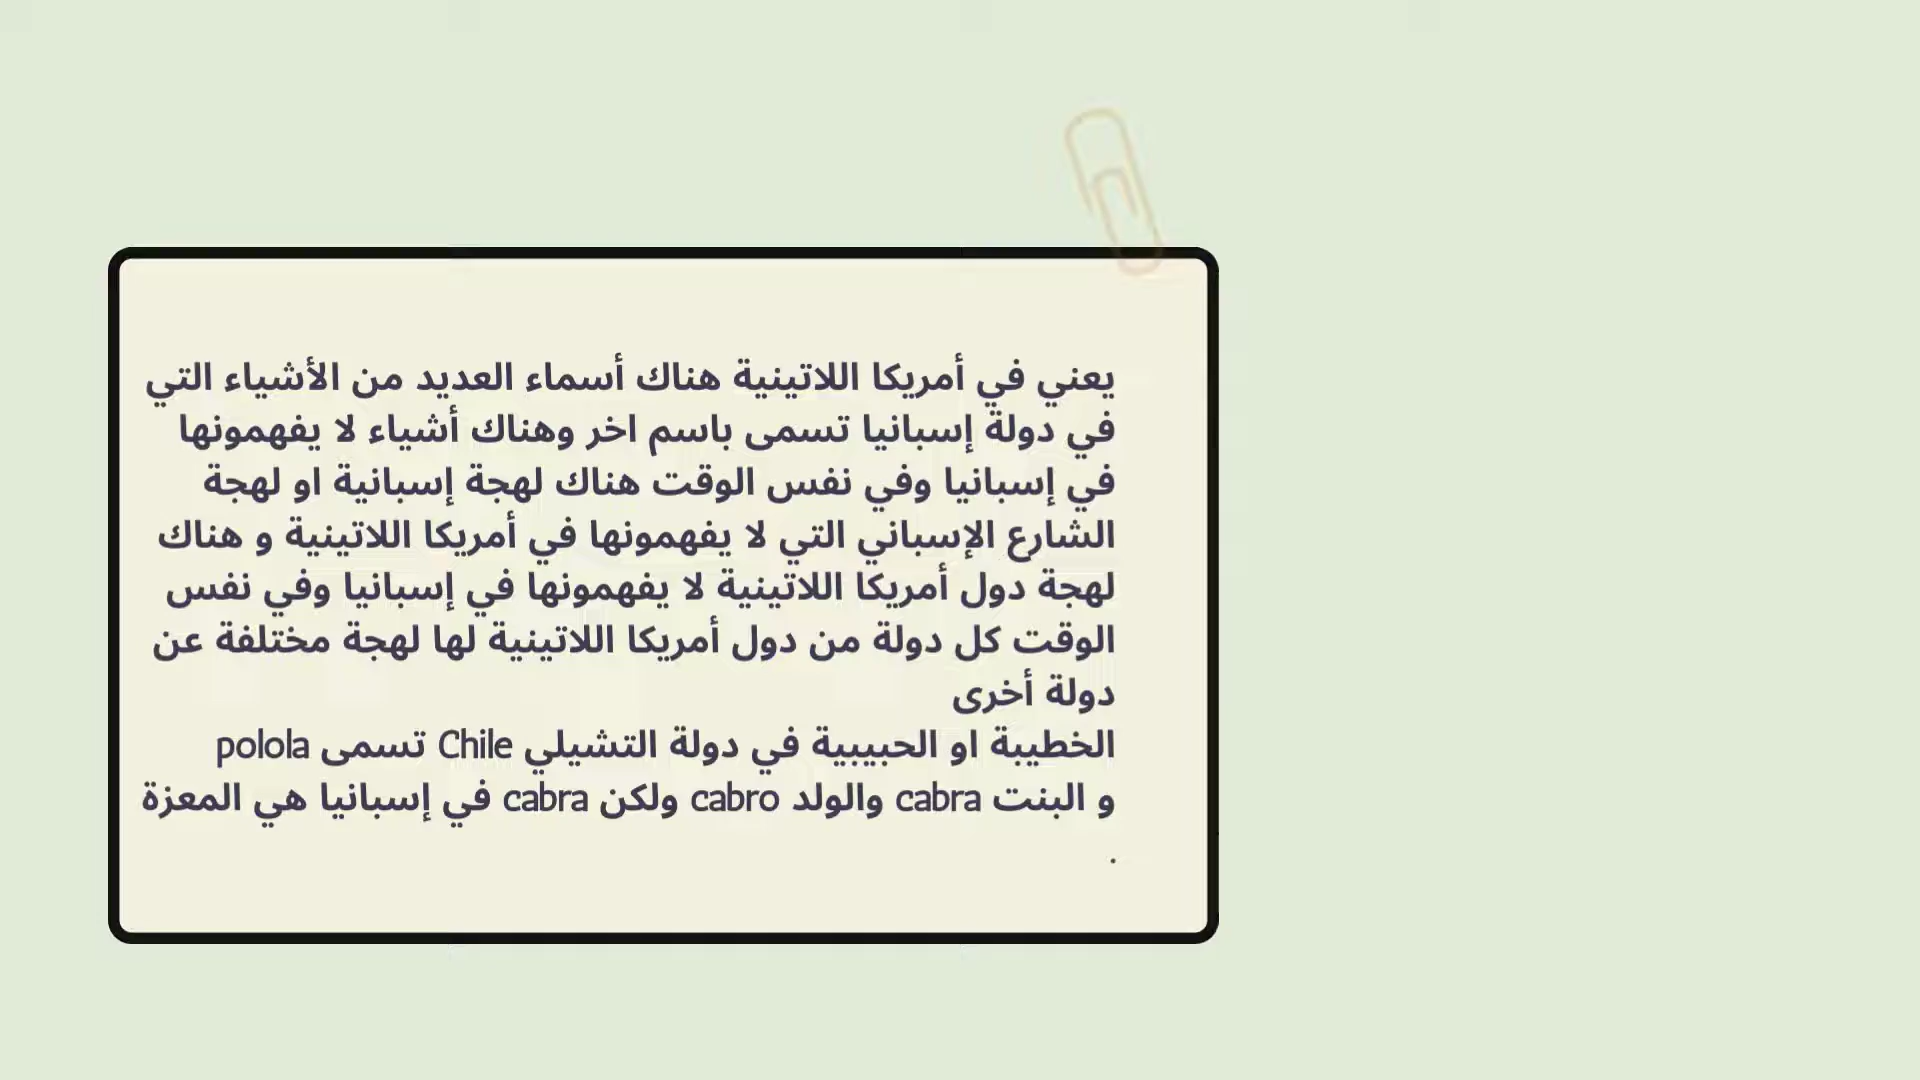 يعني في أمريكا اللاتينية هناك أسماء العديد من الأشياء التي
في دولة إسبانيا تسمى باسم اخر وهناك أشياء لا يفهمونها
في إسبانيا وفي نفس الوقت هناك لهجة إسبانية او لهجة
الشارع الإسباني التي لا يفهمونها في أمريكا اللاتينية و هناك
لهجة دول أمريكا اللاتينية لا يفهمونها في إسبانيا وفي نفس
الوقت كل دولة من دول أمريكا اللاتينية لها لهجة مختلفة عن
دولة أخرى
الخطيبة او الحبيبية في دولة التشيلي Chile تسمى polola
و البنت cabra والولد cabro ولكن cabra في إسبانيا هي المعزة
.